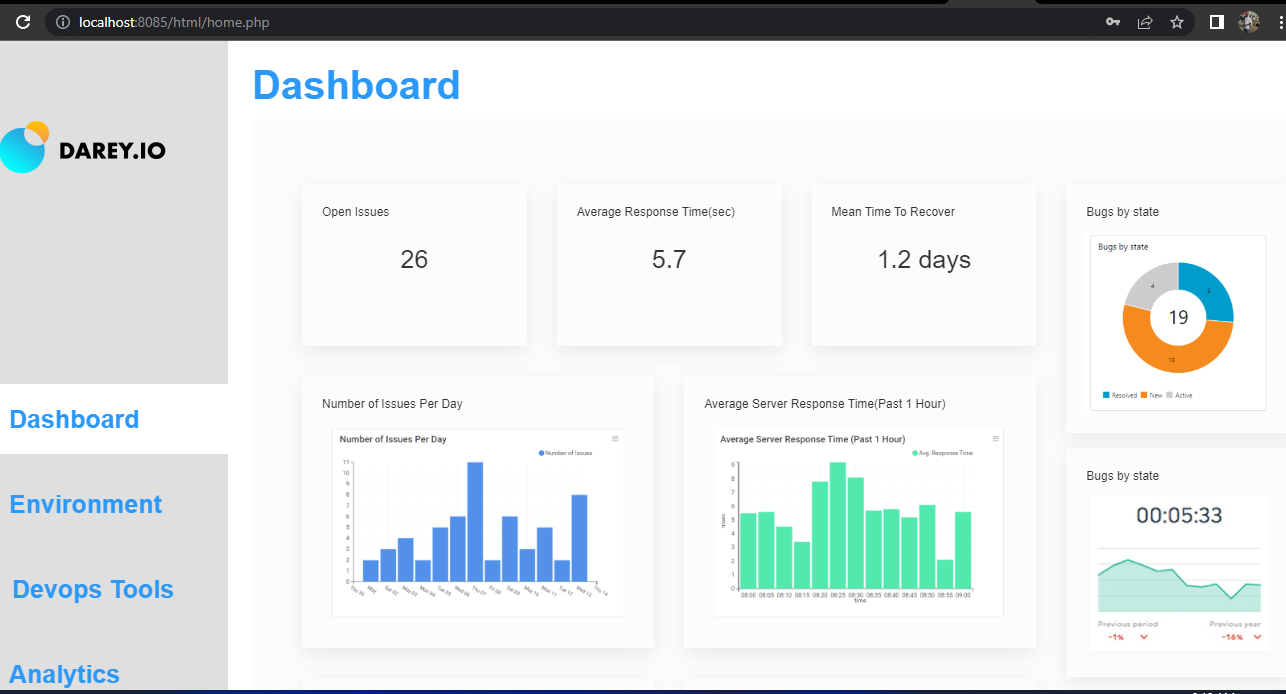 localhost:8085/html/home.php
DAREY.IO
Dashboard
Environment
Devops Tools
Analytics
Dashboard
Open Issues
26
Average Response Time(sec)
5.7
Mean Time To Recover
1.2 days
Bugs by state
Bugs by state
4
5
19
10
Resolved New Active
Number of Issues Per Day
Number of Issues Per Day
Number of Issues
11
10
9
8
7
6
5
4
3
2
1
0
Sat 02 May 03 Mon 04 Tue 05 Wed 06 Thu 07 Fri 08 Sat 09 May 10 Mon 11 Tue 12 Wed 13 Thu 14
Average Server Response Time(Past 1 Hour)
Average Server Response Time (Past 1 Hour)
Avg. Response Time
9
8
7
6
5
4
3
2
1
0
08:00 08:05 08:10 08:15 08:20 08:25 08:30 08:35 08:40 08:45 08:50 08:55 09:00
time
Bugs by state
00:05:33
Previous period Previous year
-1% -16%